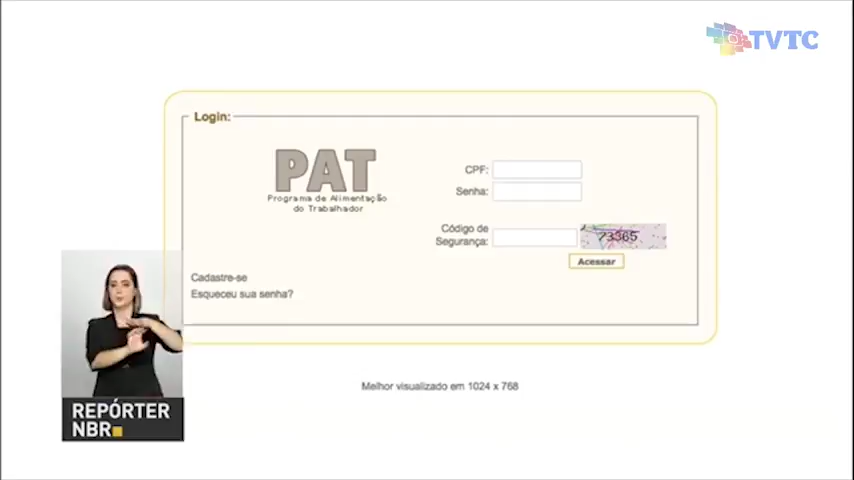 TVTC
Login:
PAT
Programa de Alimentação
do Trabalhador
CPF:
Senha:
Código de
Segurança:
73365
Acessar
Cadastre-se
Esqueceu sua senha?
Melhor visualizado em 1024 x 768
REPÓRTER
NBR